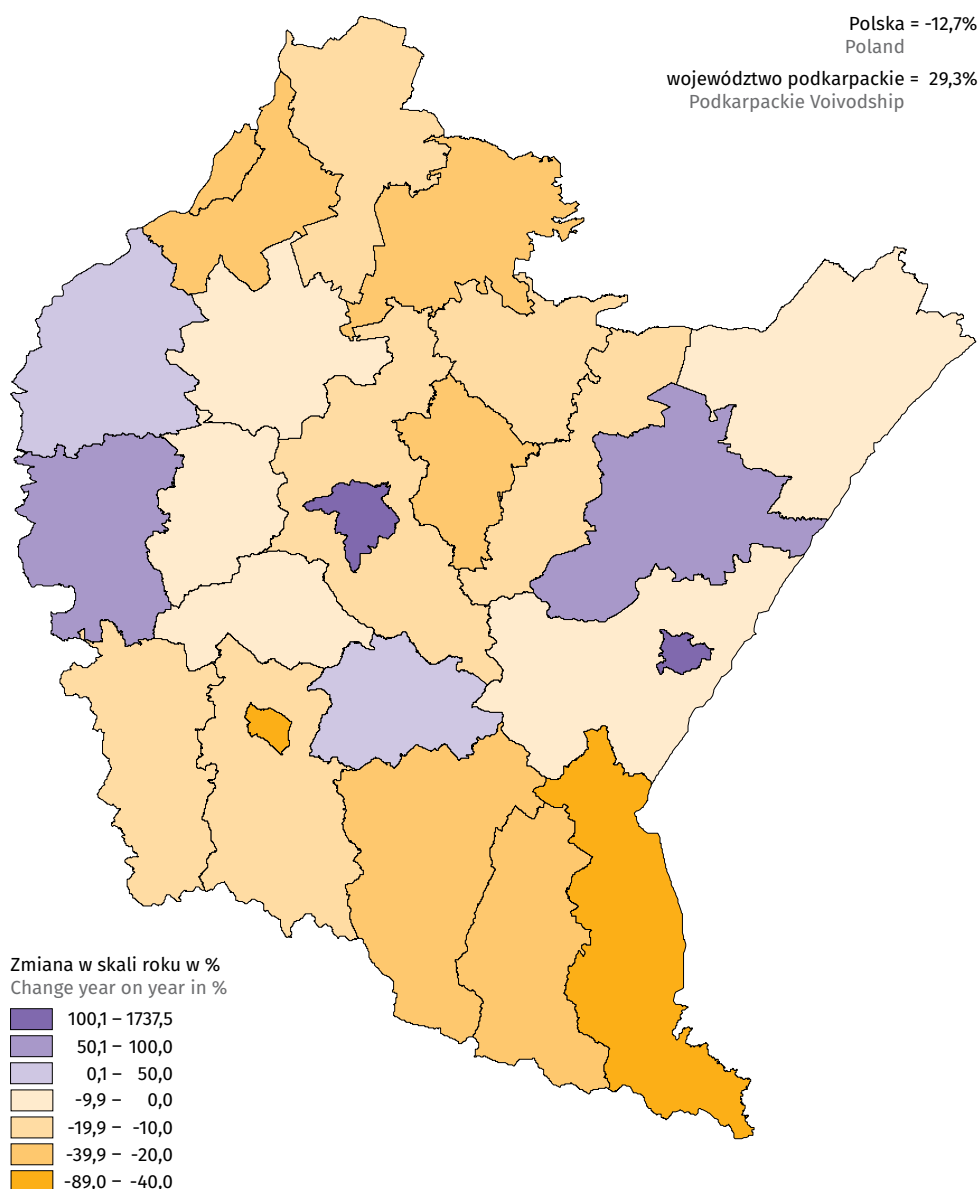 Polska = -12,7%
Poland
województwo podkarpackie = 29,3%
Podkarpackie Voivodship
Zmiana w skali roku w %
Change year on year in %
100,1 – 1737,5
50,1 – 100,0
0,1 – 50,0
-9,9 – 0,0
-19,9 – -10,0
-39,9 – -20,0
-89,0 – -40,0